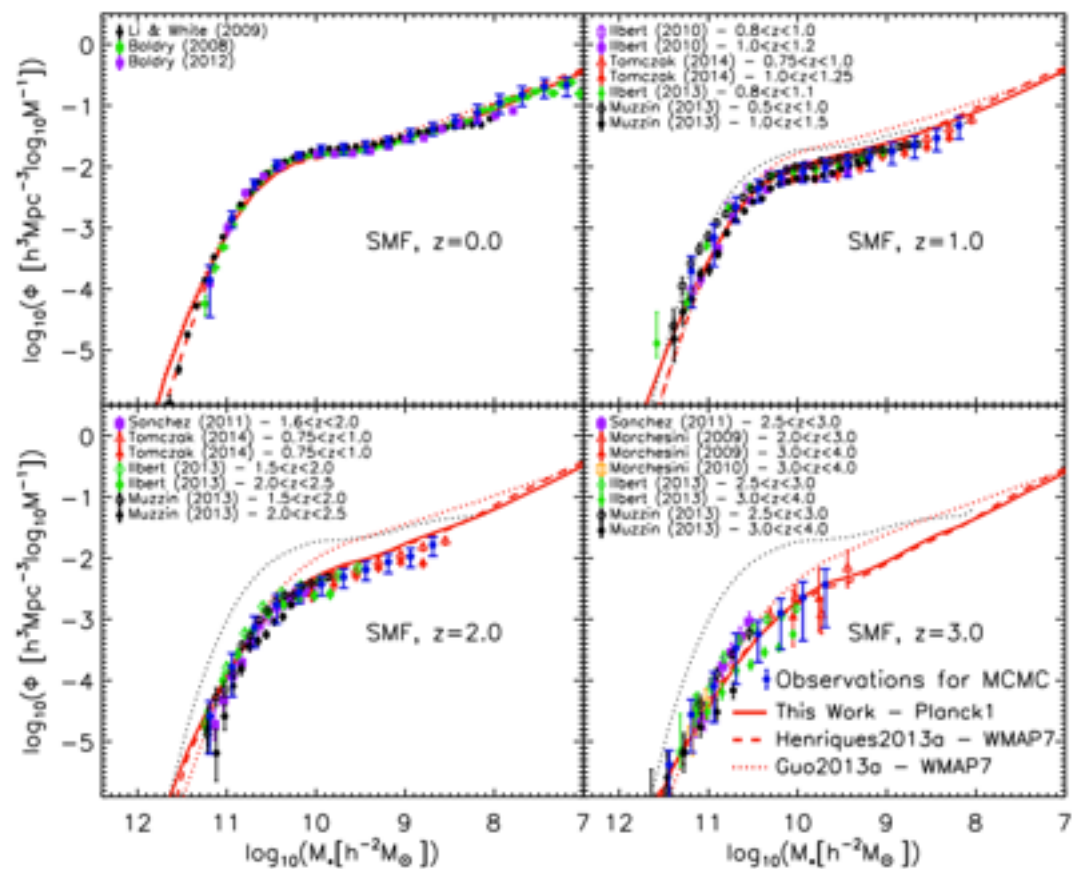 Li & White (2009)
Baldry (2008)
Baldry (2012)
SMF, z=0.0
Ilbert (2010) - 0.8<z<1.0
Ilbert (2010) - 1.0<z<1.2
Tomczak (2014) - 0.75<z<1.0
Tomczak (2014) - 1.0<z<1.25
Ilbert (2013) - 0.8<z<1.1
Muzzin (2013) - 0.5<z<1.0
Muzzin (2013) - 1.0<z<1.5
SMF, z=1.0
0
-1
-2
-3
-4
-5
log₁₀(Φ [h³Mpc⁻³log₁₀M⁻¹])
Sanchez (2011) - 1.6<z<2.0
Tomczak (2014) - 0.75<z<1.0
Tomczak (2014) - 0.75<z<1.0
Ilbert (2013) - 1.5<z<2.0
Ilbert (2013) - 2.0<z<2.5
Muzzin (2013) - 1.5<z<2.0
Muzzin (2013) - 2.0<z<2.5
SMF, z=2.0
Sanchez (2011) - 2.5<z<3.0
Marchesini (2009) - 2.0<z<3.0
Marchesini (2009) - 3.0<z<4.0
Marchesini (2010) - 3.0<z<4.0
Ilbert (2013) - 2.5<z<3.0
Ilbert (2013) - 3.0<z<4.0
Muzzin (2013) - 2.5<z<3.0
Muzzin (2013) - 3.0<z<4.0
SMF, z=3.0
Observations for MCMC
This Work - Planck1
Henriques2013a - WMAP7
Guo2013a - WMAP7
0
-1
-2
-3
-4
-5
log₁₀(Φ [h³Mpc⁻³log₁₀M⁻¹])
12 11 10 9 8 7
12 11 10 9 8 7
log₁₀(M⋆[h⁻²M⊙])
log₁₀(M⋆[h⁻²M⊙])